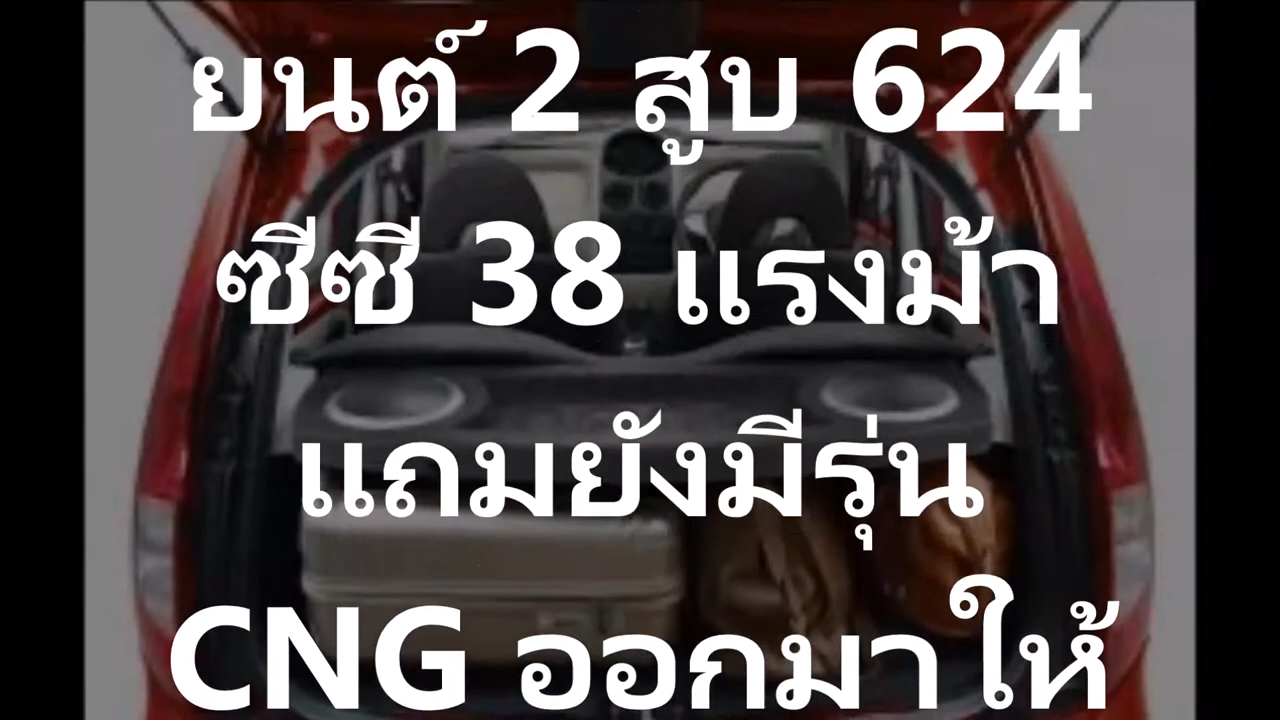 ยนต์ 2 สูบ 624
ซีซี 38 แรงม้า
แถมยังมีรุ่น
CNG ออกมาให้